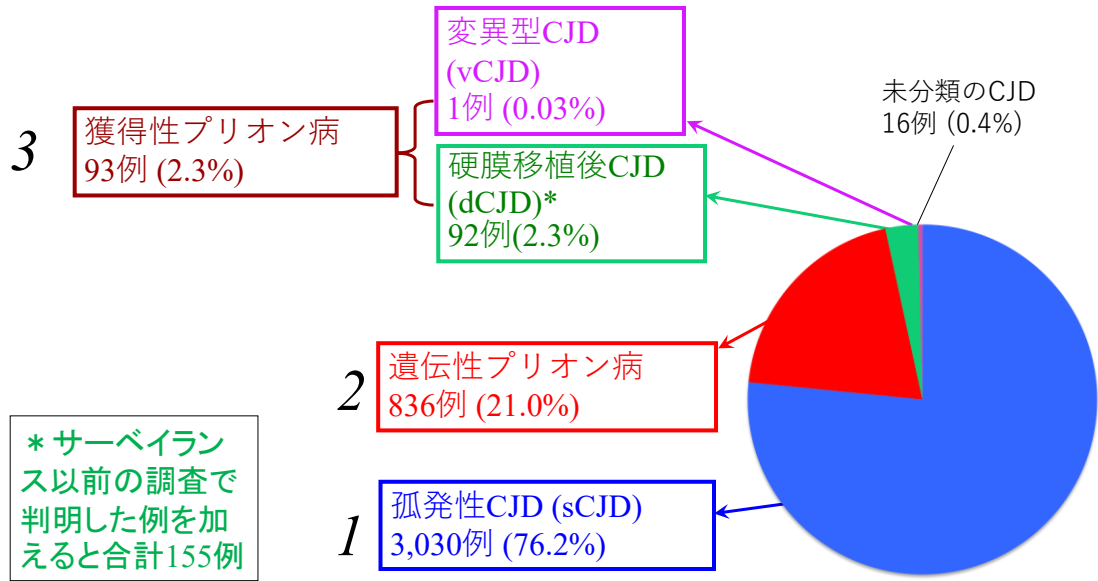 変異型CJD
(vCJD)
1例 (0.03%)
未分類のCJD
16例 (0.4%)
3
獲得性プリオン病
93例 (2.3%)
硬膜移植後CJD
(dCJD)*
92例(2.3%)
2
遺伝性プリオン病
836例 (21.0%)
1
孤発性CJD (sCJD)
3,030例 (76.2%)
＊サーベイラン
ス以前の調査で
判明した例を加
えると合計155例